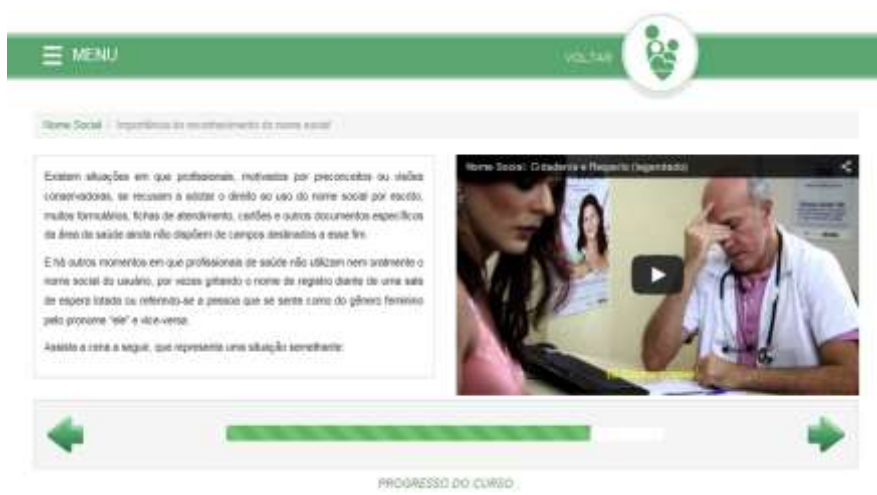 MENU
VOLTAR
Nome Social / Importância do reconhecimento do nome social
Existem situações em que profissionais, motivados por preconceitos ou visões
conservadoras, se recusam a adotar o direito ao uso do nome social por escrito,
muitos formulários, fichas de atendimento, cartões e outros documentos específicos
da área da saúde ainda não dispõem de campos destinados a esse fim.
E há outros momentos em que profissionais de saúde não utilizam nem oralmente o
nome social do usuário, por vezes gritando o nome de registro diante de uma sala
de espera lotada ou referindo-se a pessoa que se sente como do gênero feminino
pelo pronome "ele" e vice-versa.
Assista a cena a seguir, que representa uma situação semelhante:
Nome Social: Cidadania e Respeito (legendado)
PROGRESSO DO CURSO